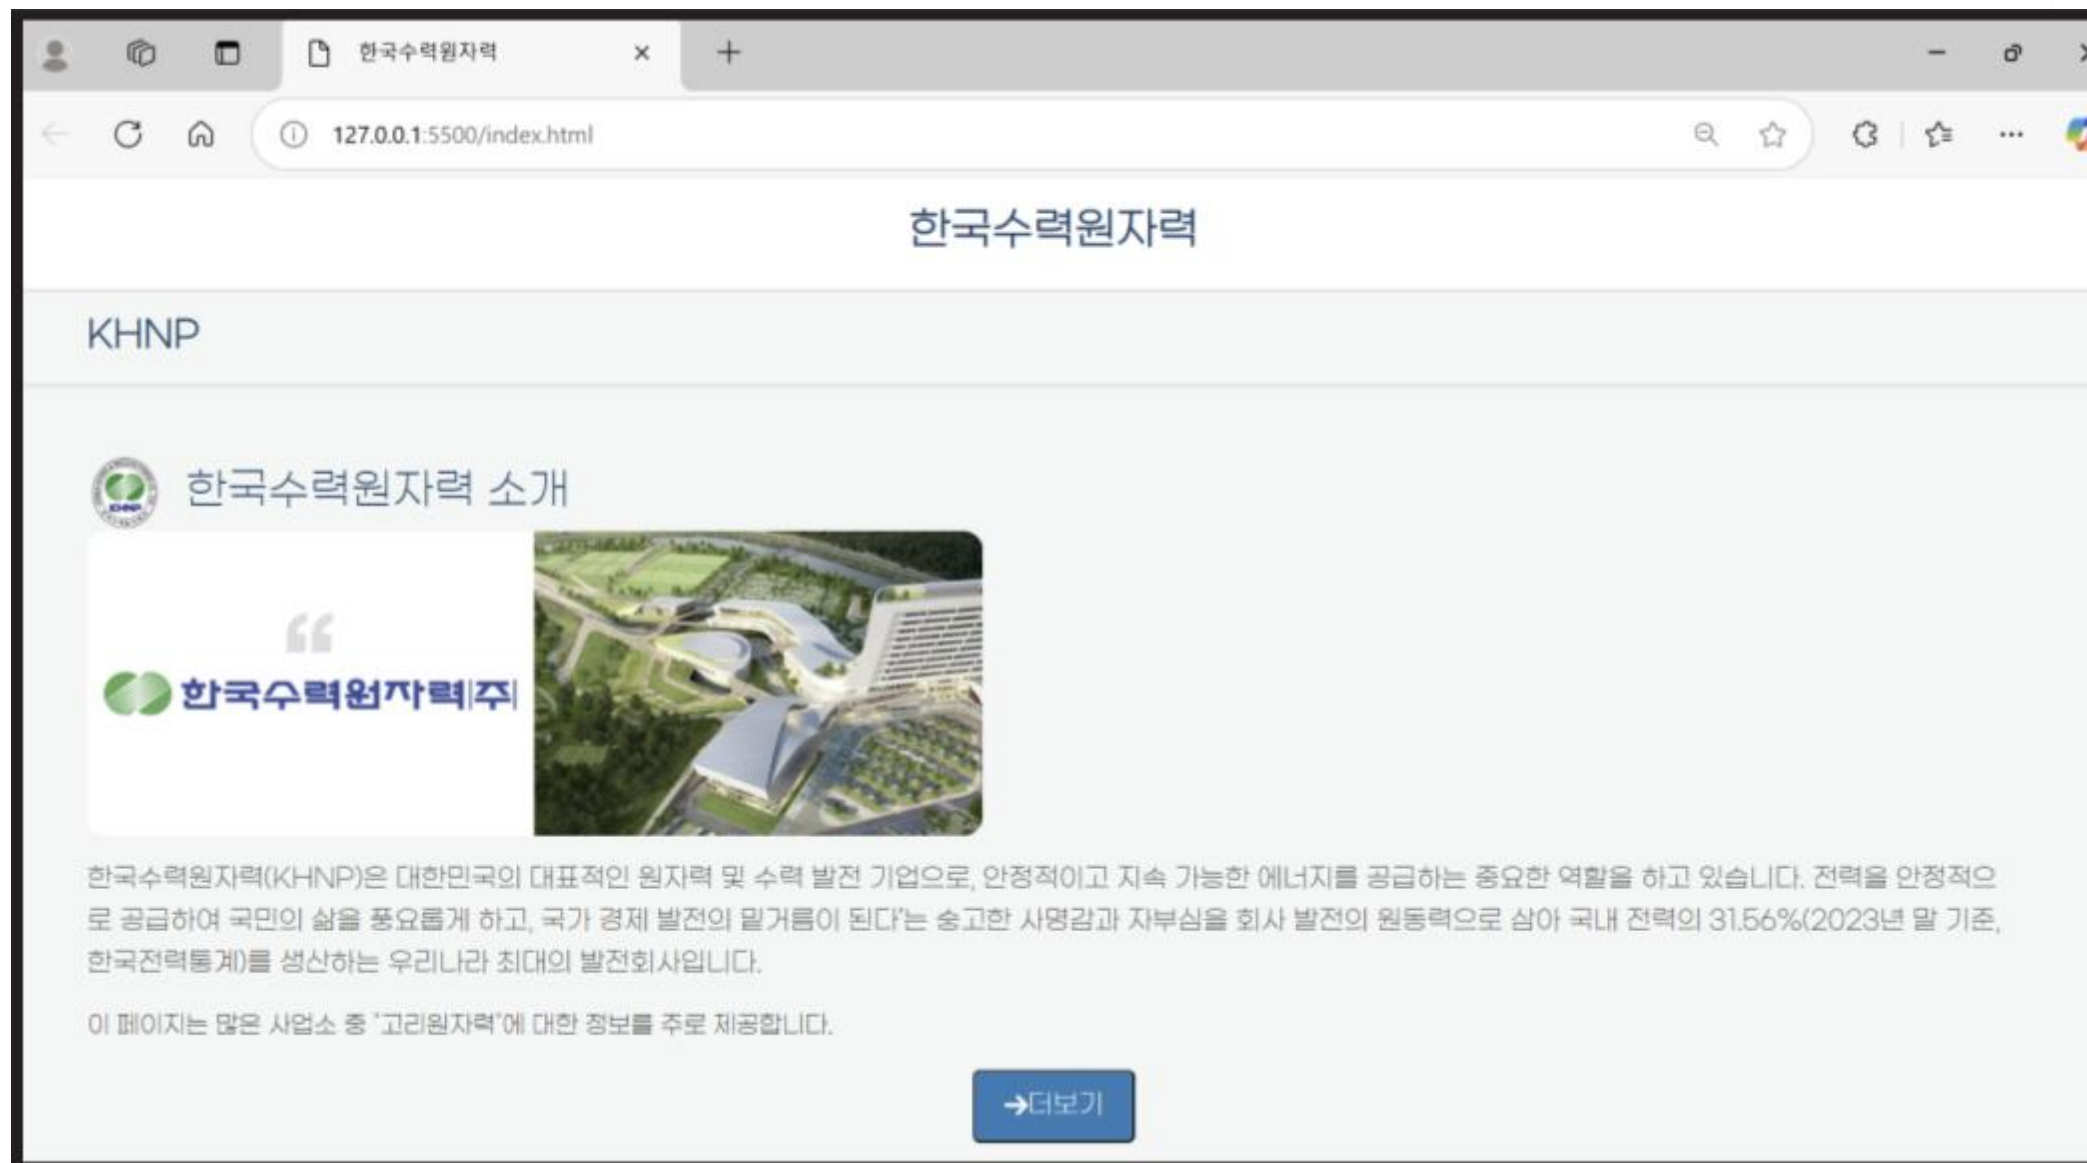 한국수력원자력
127.0.0.1:5500/index.html
한국수력원자력
KHNP
KHNP
한국수력원자력 소개
“
한국수력원자력|주|
한국수력원자력(KHNP)은 대한민국의 대표적인 원자력 및 수력 발전 기업으로, 안정적이고 지속 가능한 에너지를 공급하는 중요한 역할을 하고 있습니다. 전력을 안정적으
로 공급하여 국민의 삶을 풍요롭게 하고, 국가 경제 발전의 밑거름이 된다'는 숭고한 사명감과 자부심을 회사 발전의 원동력으로 삼아 국내 전력의 31.56%(2023년 말 기준,
한국전력통계)를 생산하는 우리나라 최대의 발전회사입니다.
이 페이지는 많은 사업소 중 "고리원자력"에 대한 정보를 주로 제공합니다.
→더보기